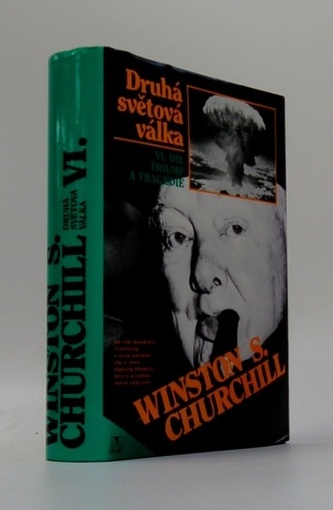 Druhá
světová
válka
VI. DÍL
TRIUMF
A TRAGÉDIE
WINSTON S.
CHURCHILL
WINSTON S.
CHURCHILL
DRUHÁ
SVĚTOVÁ
VÁLKA
VI.